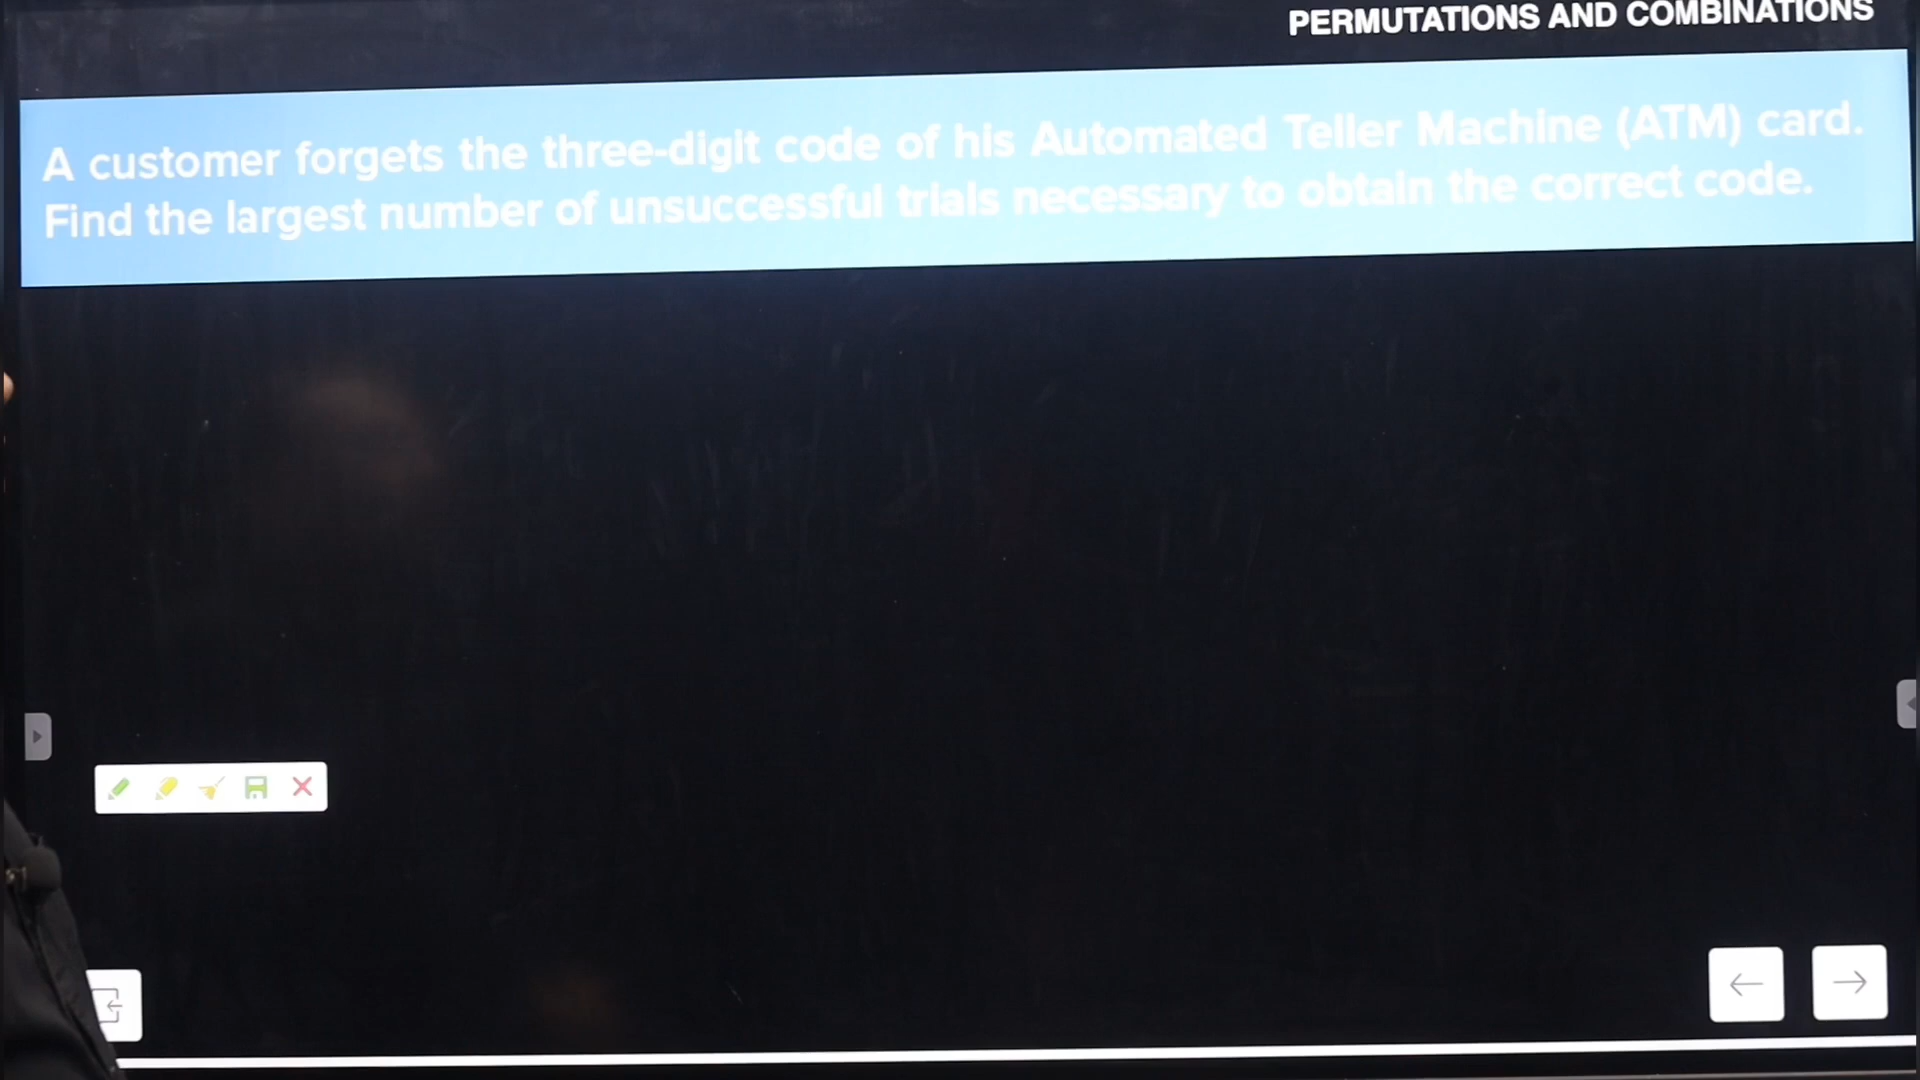 PERMUTATIONS AND COMBINATIONS
A customer forgets the three-digit code of his Automated Teller Machine (ATM) card.
Find the largest number of unsuccessful trials necessary to obtain the correct code.